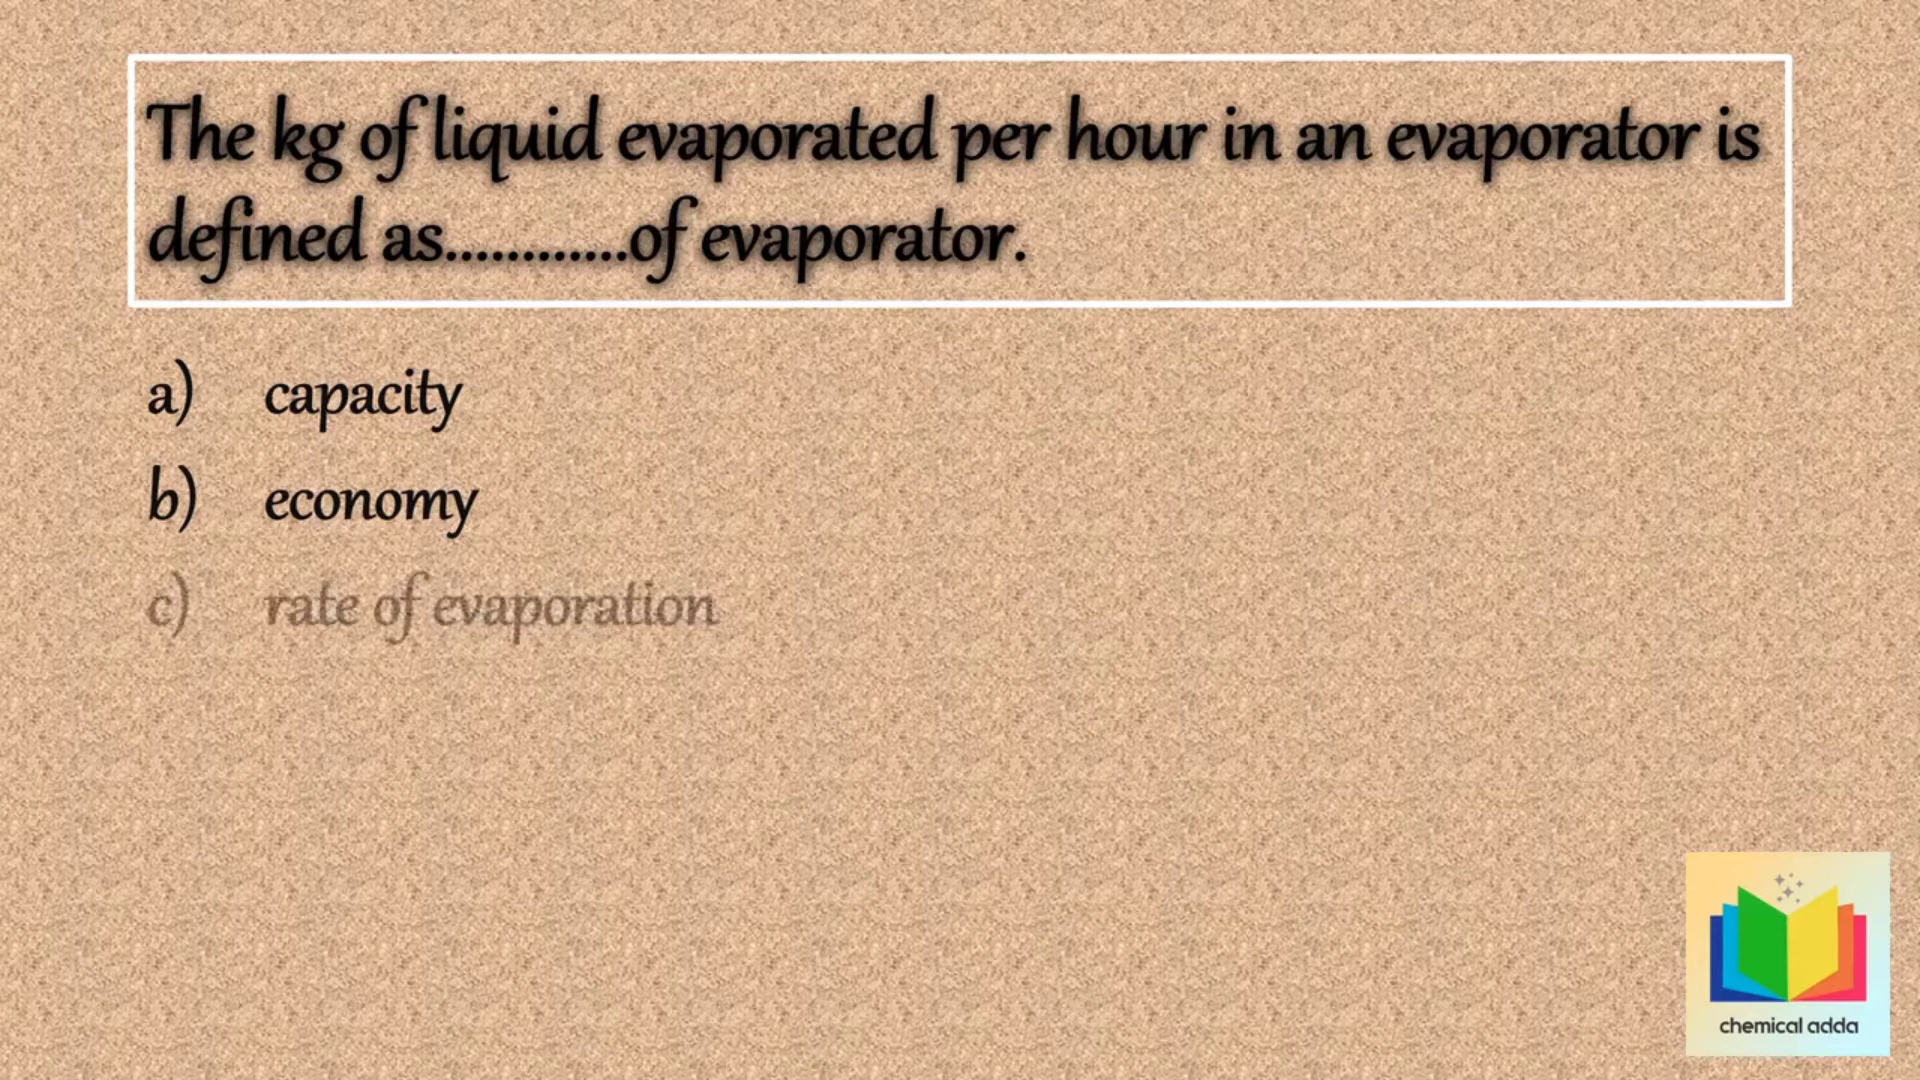 The kg of liquid evaporated per hour in an evaporator is
defined as............of evaporator.
a) capacity
b) economy
c) rate of evaporation
chemical adda